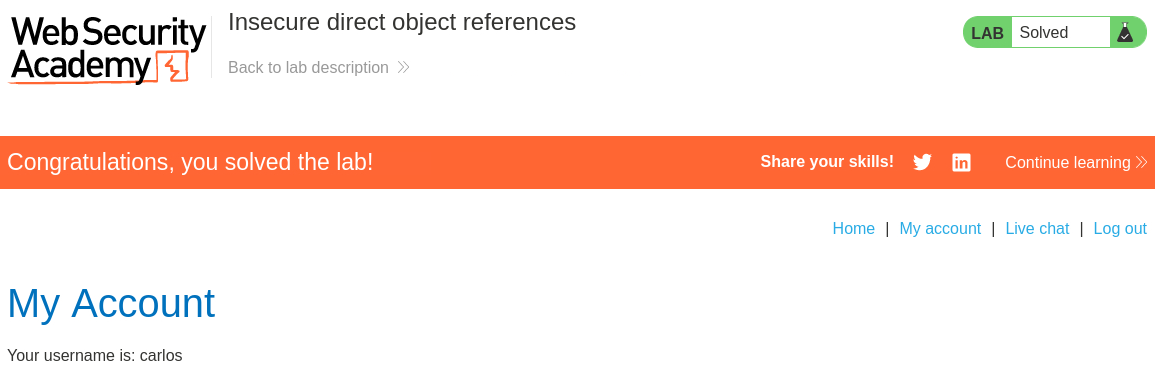 Web Security
Academy
Insecure direct object references
Back to lab description
LAB Solved
Congratulations, you solved the lab!
Share your skills!
Continue learning
Home | My account | Live chat | Log out
My Account
Your username is: carlos